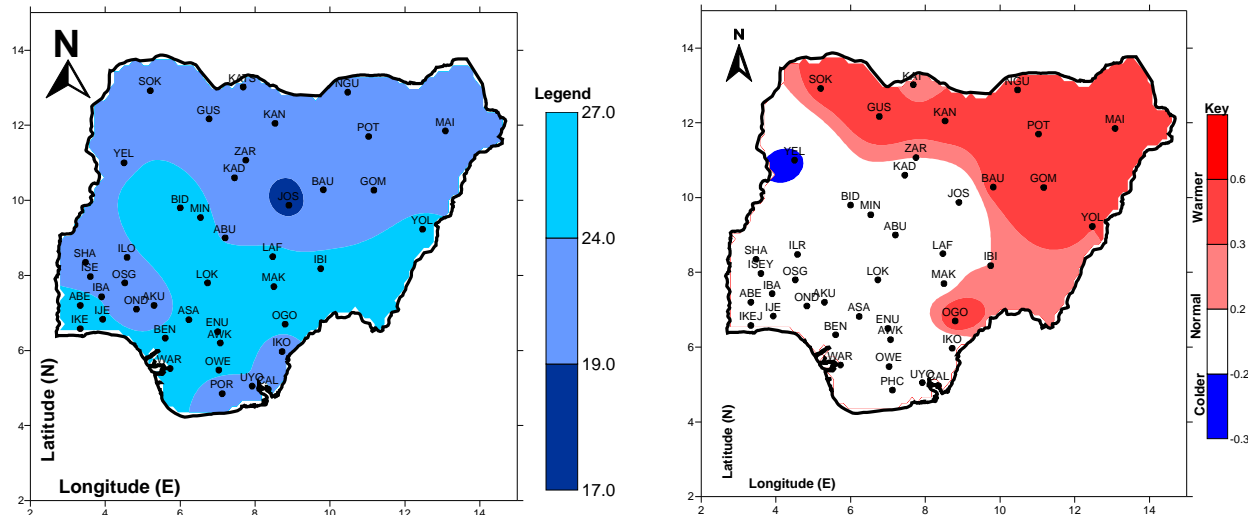 N
14
12
10
8
6
4
2
2
4
6
8
10
12
14
Latitude (N)
Longitude (E)
SOK
KATS
NGU
GUS
KAN
MAI
POT
YEL
ZAR
KAD
BAU
GOM
JOS
BID
MIN
YOL
ABU
SHA
ILO
LAF
IBI
ISE
OSG
LOK
MAK
IBA
ABE
OND
AKU
IKE
IJE
ASA
OGO
BEN
ENU
AWK
IKO
WAR
OWE
UYO
CAL
POR
Legend
27.0
24.0
19.0
17.0
N
14
12
10
8
6
4
2
2
4
6
8
10
12
14
Latitude (N)
Longitude (E)
SOK
KAT
NGU
GUS
KAN
MAI
POT
YEL
ZAR
KAD
BAU
GOM
JOS
BID
MIN
YOL
ABU
SHA
ILR
LAF
IBI
ISEY
OSG
LOK
MAK
IBA
ABE
OND
AKU
IKEJ
IJE
ASA
OGO
BEN
ENU
AWK
IKO
WAR
OWE
UYO
CAL
PHC
Key
0.6
0.3
0.2
-0.2
-0.3
Warmer
Normal
Colder